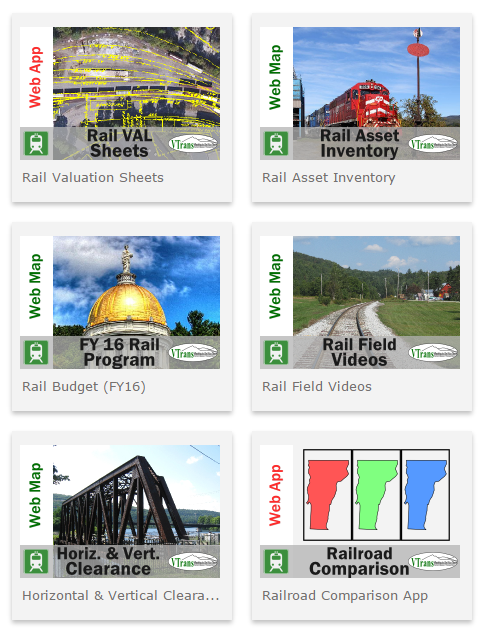 Web App
Rail VAL
Sheets
VTrans
Rail Valuation Sheets
Web Map
Rail Asset
Inventory
VTrans
Rail Asset Inventory
Web Map
FY 16 Rail
Program
VTrans
Rail Budget (FY16)
Web Map
Rail Field
Videos
VTrans
Rail Field Videos
Web Map
Horiz. & Vert.
Clearance
VTrans
Horizontal & Vertical Cleara...
Web App
Railroad
Comparison
VTrans
Railroad Comparison App